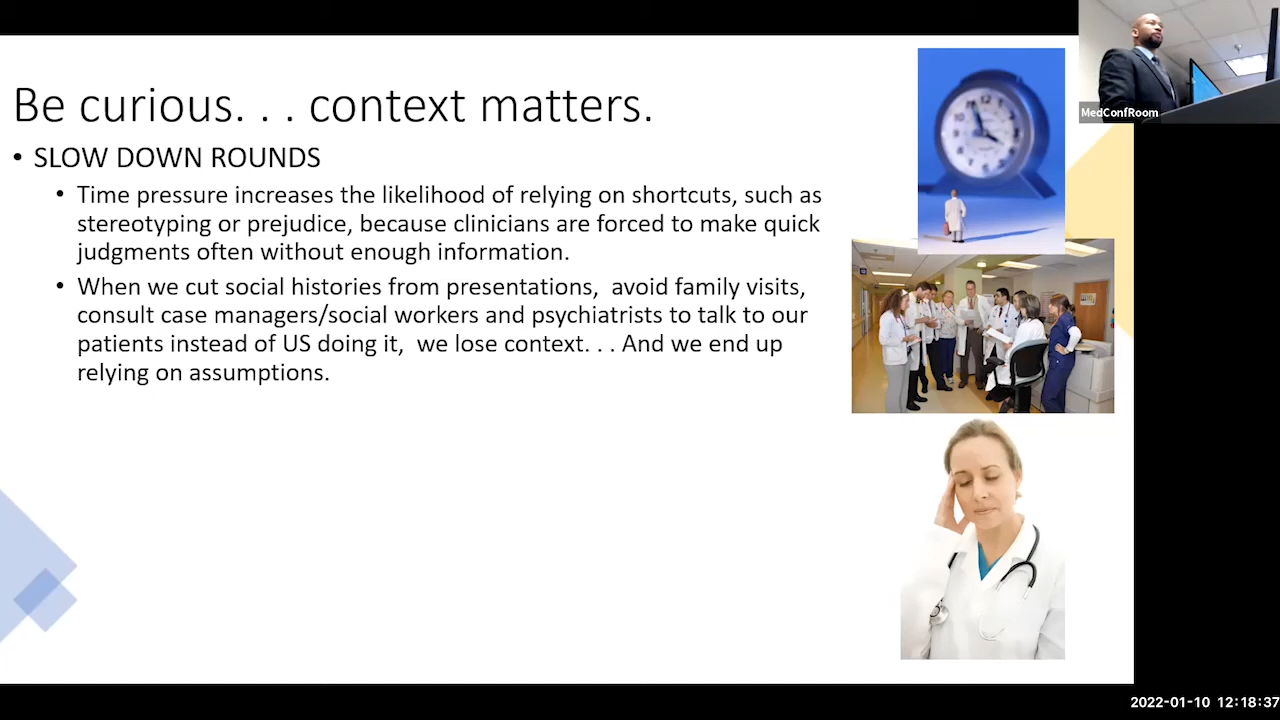 Be curious. . . context matters.
• SLOW DOWN ROUNDS
• Time pressure increases the likelihood of relying on shortcuts, such as
stereotyping or prejudice, because clinicians are forced to make quick
judgments often without enough information.
• When we cut social histories from presentations,  avoid family visits,
consult case managers/social workers and psychiatrists to talk to our
patients instead of US doing it,  we lose context. . . And we end up
relying on assumptions.
MedConfRoom
2022-01-10 12:18:37